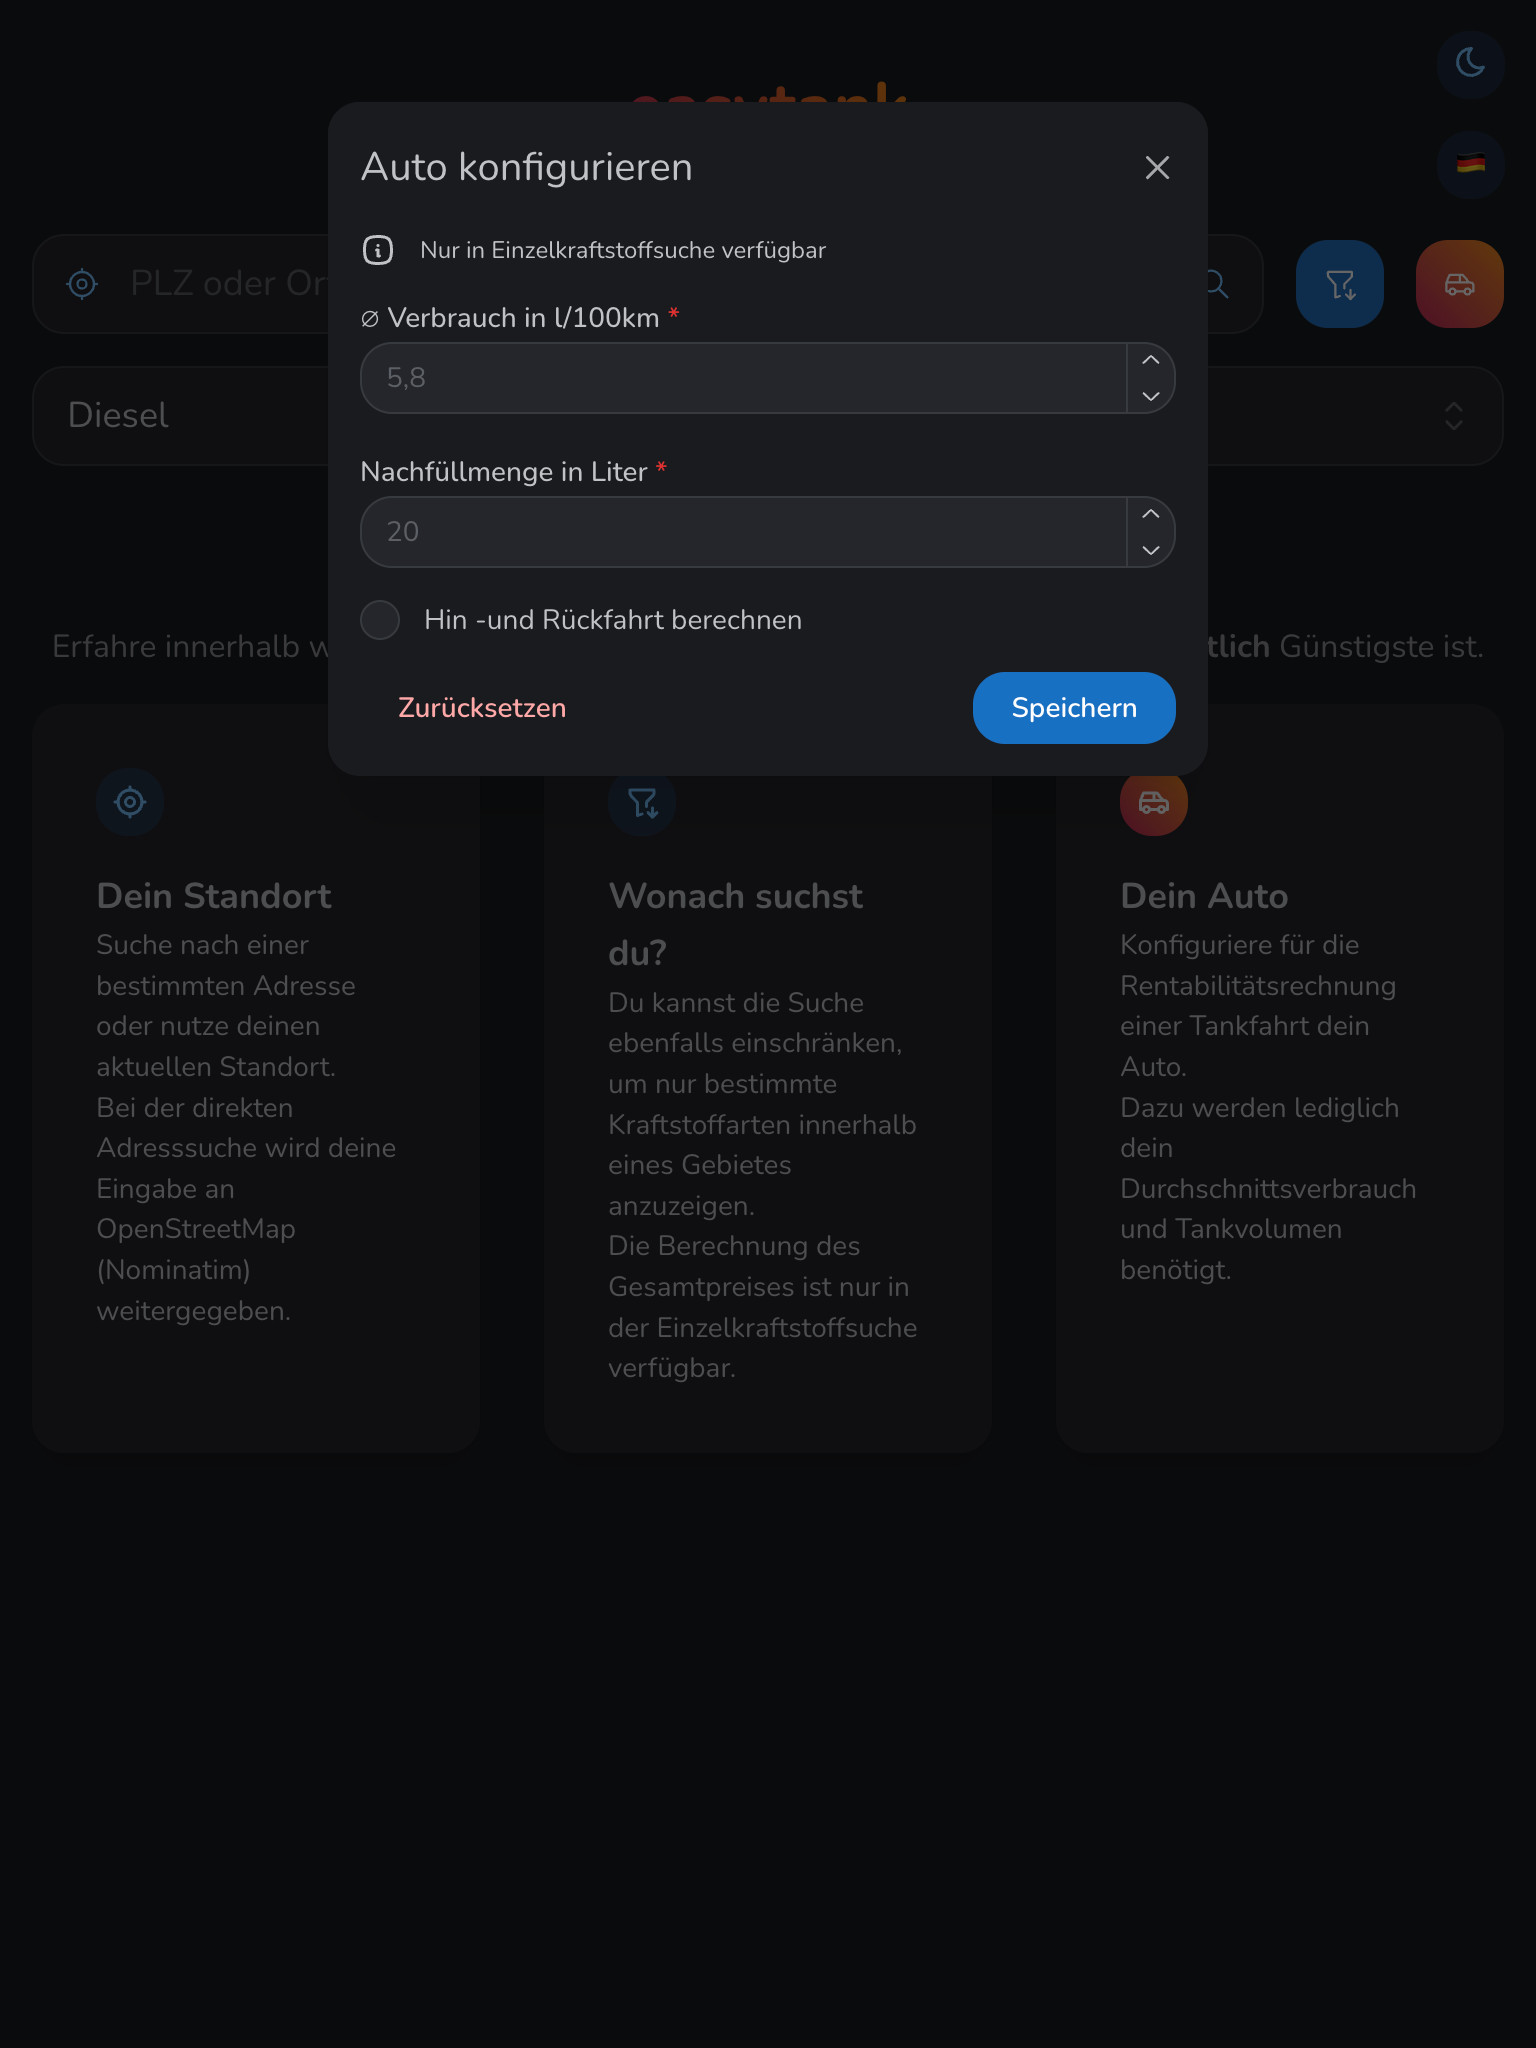 Auto konfigurieren
Nur in Einzelkraftstoffsuche verfügbar
∅ Verbrauch in l/100km *
5,8
Nachfüllmenge in Liter *
20
Hin -und Rückfahrt berechnen
Zurücksetzen
Speichern
PLZ oder
Diesel
Erfahre innerhalb
Günstigste ist.
Dein Standort
Suche nach einer
bestimmten Adresse
oder nutze deinen
aktuellen Standort.
Bei der direkten
Adresssuche wird deine
Eingabe an
OpenStreetMap
(Nominatim)
weitergegeben.
Wonach suchst
du?
Du kannst die Suche
ebenfalls einschränken,
um nur bestimmte
Kraftstoffarten innerhalb
eines Gebietes
anzuzeigen.
Die Berechnung des
Gesamtpreises ist nur in
der Einzelkraftstoffsuche
verfügbar.
Dein Auto
Konfiguriere für die
Rentabilitätsrechnung
einer Tankfahrt dein
Auto.
Dazu werden lediglich
dein
Durchschnittsverbrauch
und Tankvolumen
benötigt.